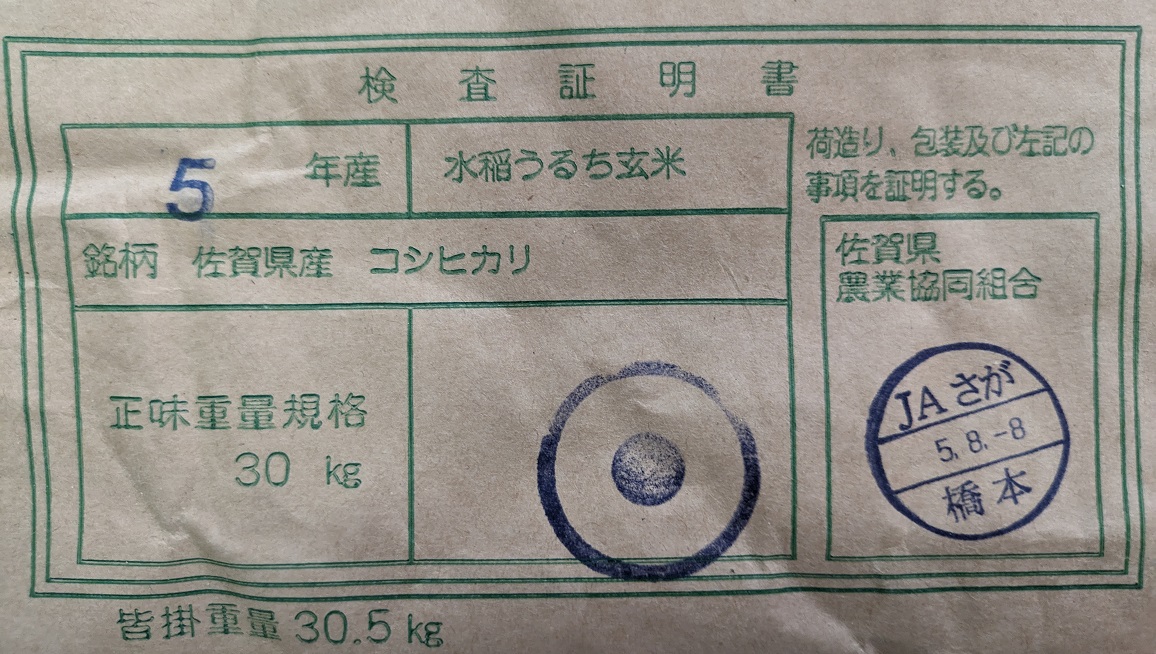 検査証明書
5年産
水稲うるち玄米
荷造り、包装及び左記の
事項を証明する。
銘柄 佐賀県産 コシヒカリ
佐賀県
農業協同組合
正味重量規格
30 kg
JAさが
5.8.-8
橋本
皆掛重量30.5kg